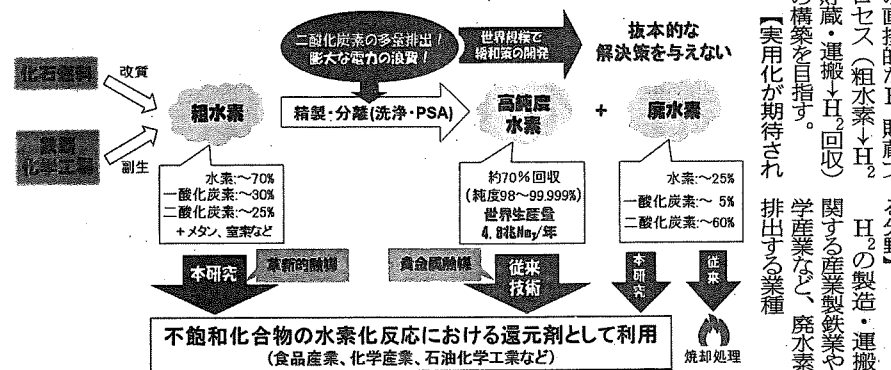 二酸化炭素の多量排出！
膨大な電力の浪費！
世界規模で
緩和策の開発
抜本的な
解決策を与えない
化石燃料
改質
化学工業
副生
粗水素
精製・分離(洗浄・PSA)
高純度
水素
+
廃水素
水素:～70%
一酸化炭素:～30%
二酸化炭素:～25%
+メタン、窒素など
約70%回収
(純度98～99.999%)
世界生産量
水素:～25%
一酸化炭素:～ 5%
二酸化炭素:～60%
本研究
革新的触媒
貴金属触媒
従来
技術
本研究
従来
不飽和化合物の水素化反応における還元剤として利用
(食品産業、化学産業、石油化学工業など)
焼却処理
セス（粗水素→H2
貯蔵・運搬→H2回収）
の構築を目指す。
【実用化が期待され
H2の製造・運搬
関する産業製鉄業や
学産業など、廃水素
排出する業種